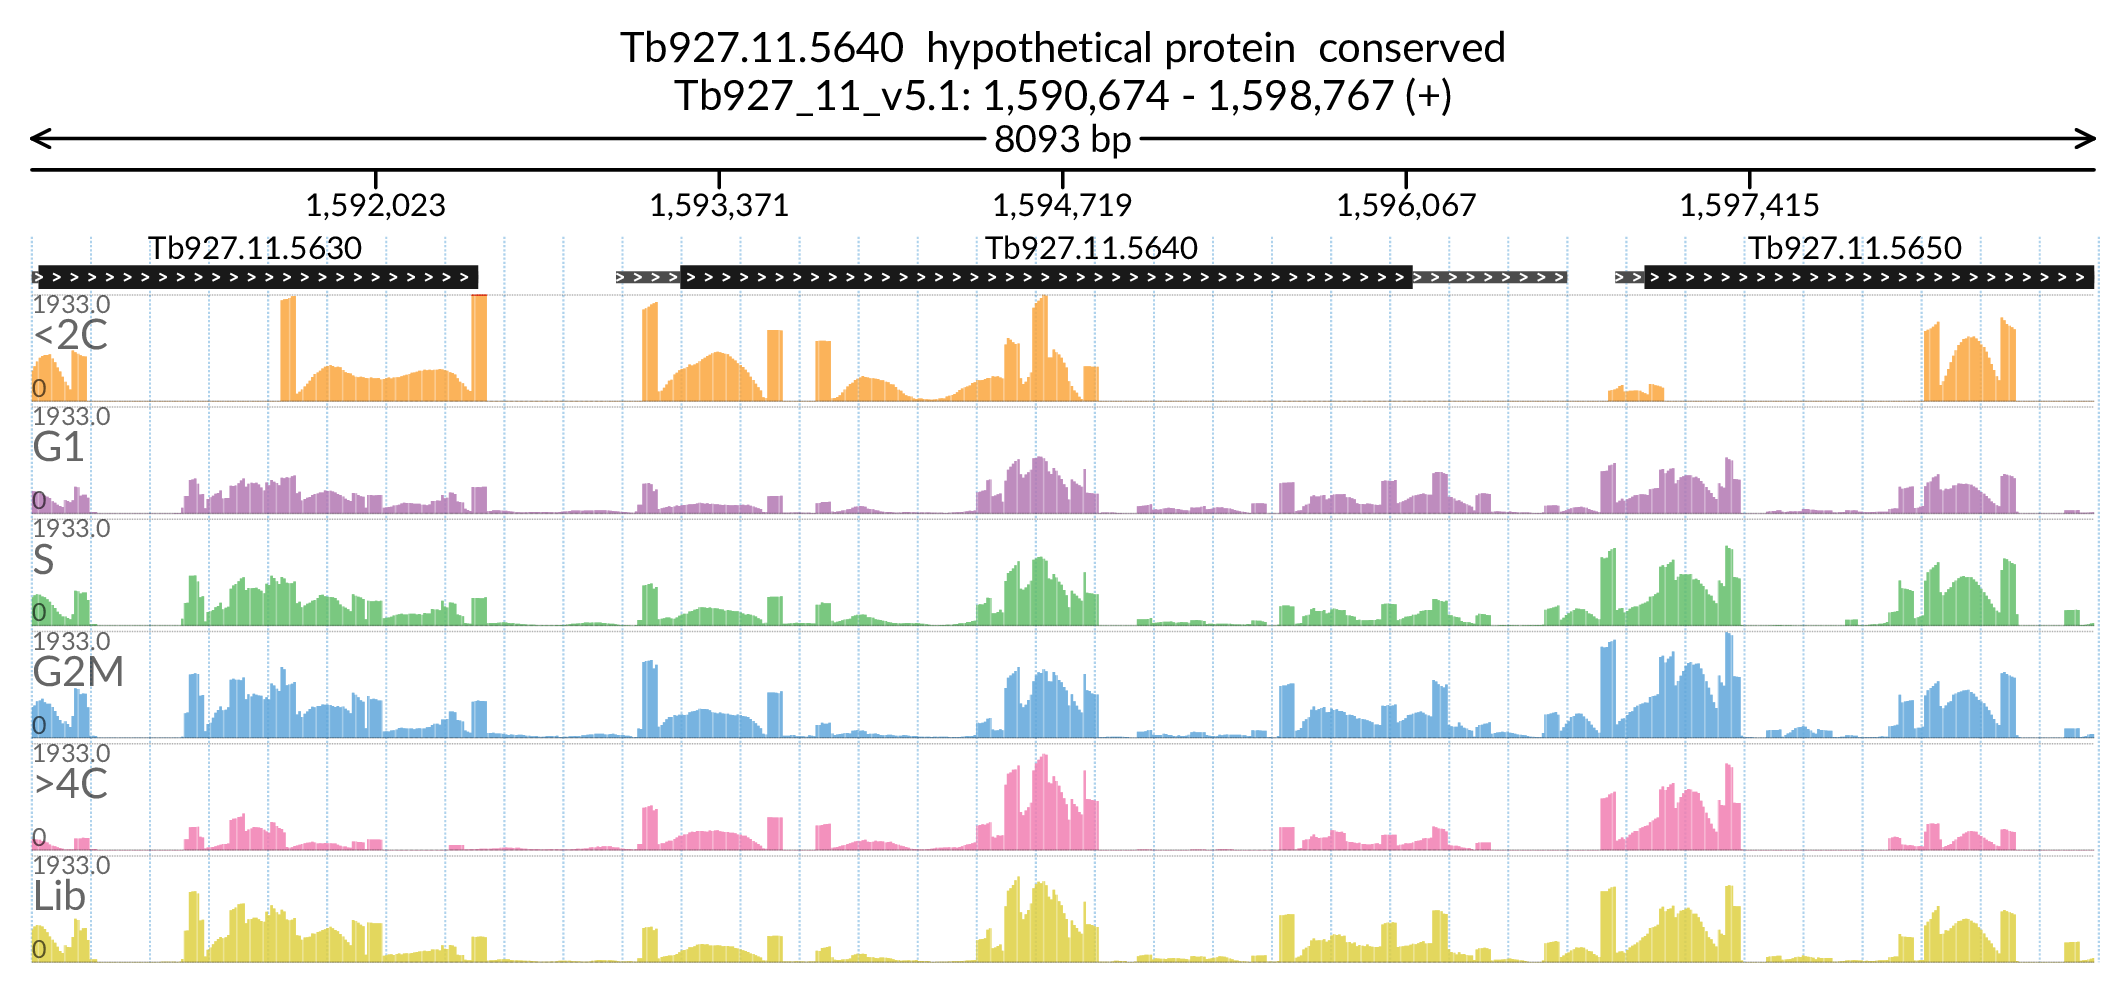 Tb927.11.5640  hypothetical protein  conserved
Tb927_11_v5.1: 1,590,674 - 1,598,767 (+)
8093 bp
1,592,023 1,593,371 1,594,719 1,596,067 1,597,415
Tb927.11.5630 Tb927.11.5640 Tb927.11.5650
1933.0
<2C
0
1933.0
G1
0
1933.0
S
0
1933.0
G2M
0
1933.0
>4C
0
1933.0
Lib
0